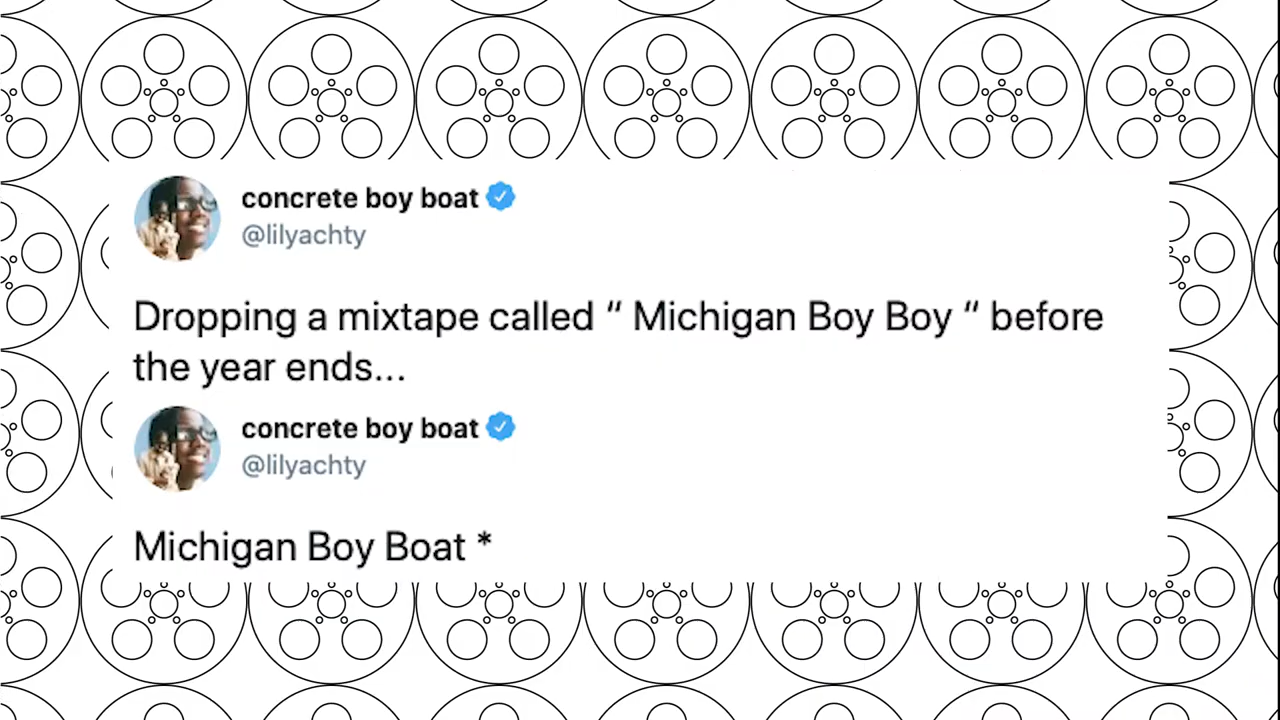 concrete boy boat
@lilyachty
Dropping a mixtape called “ Michigan Boy Boy “ before
the year ends...
concrete boy boat
@lilyachty
Michigan Boy Boat *